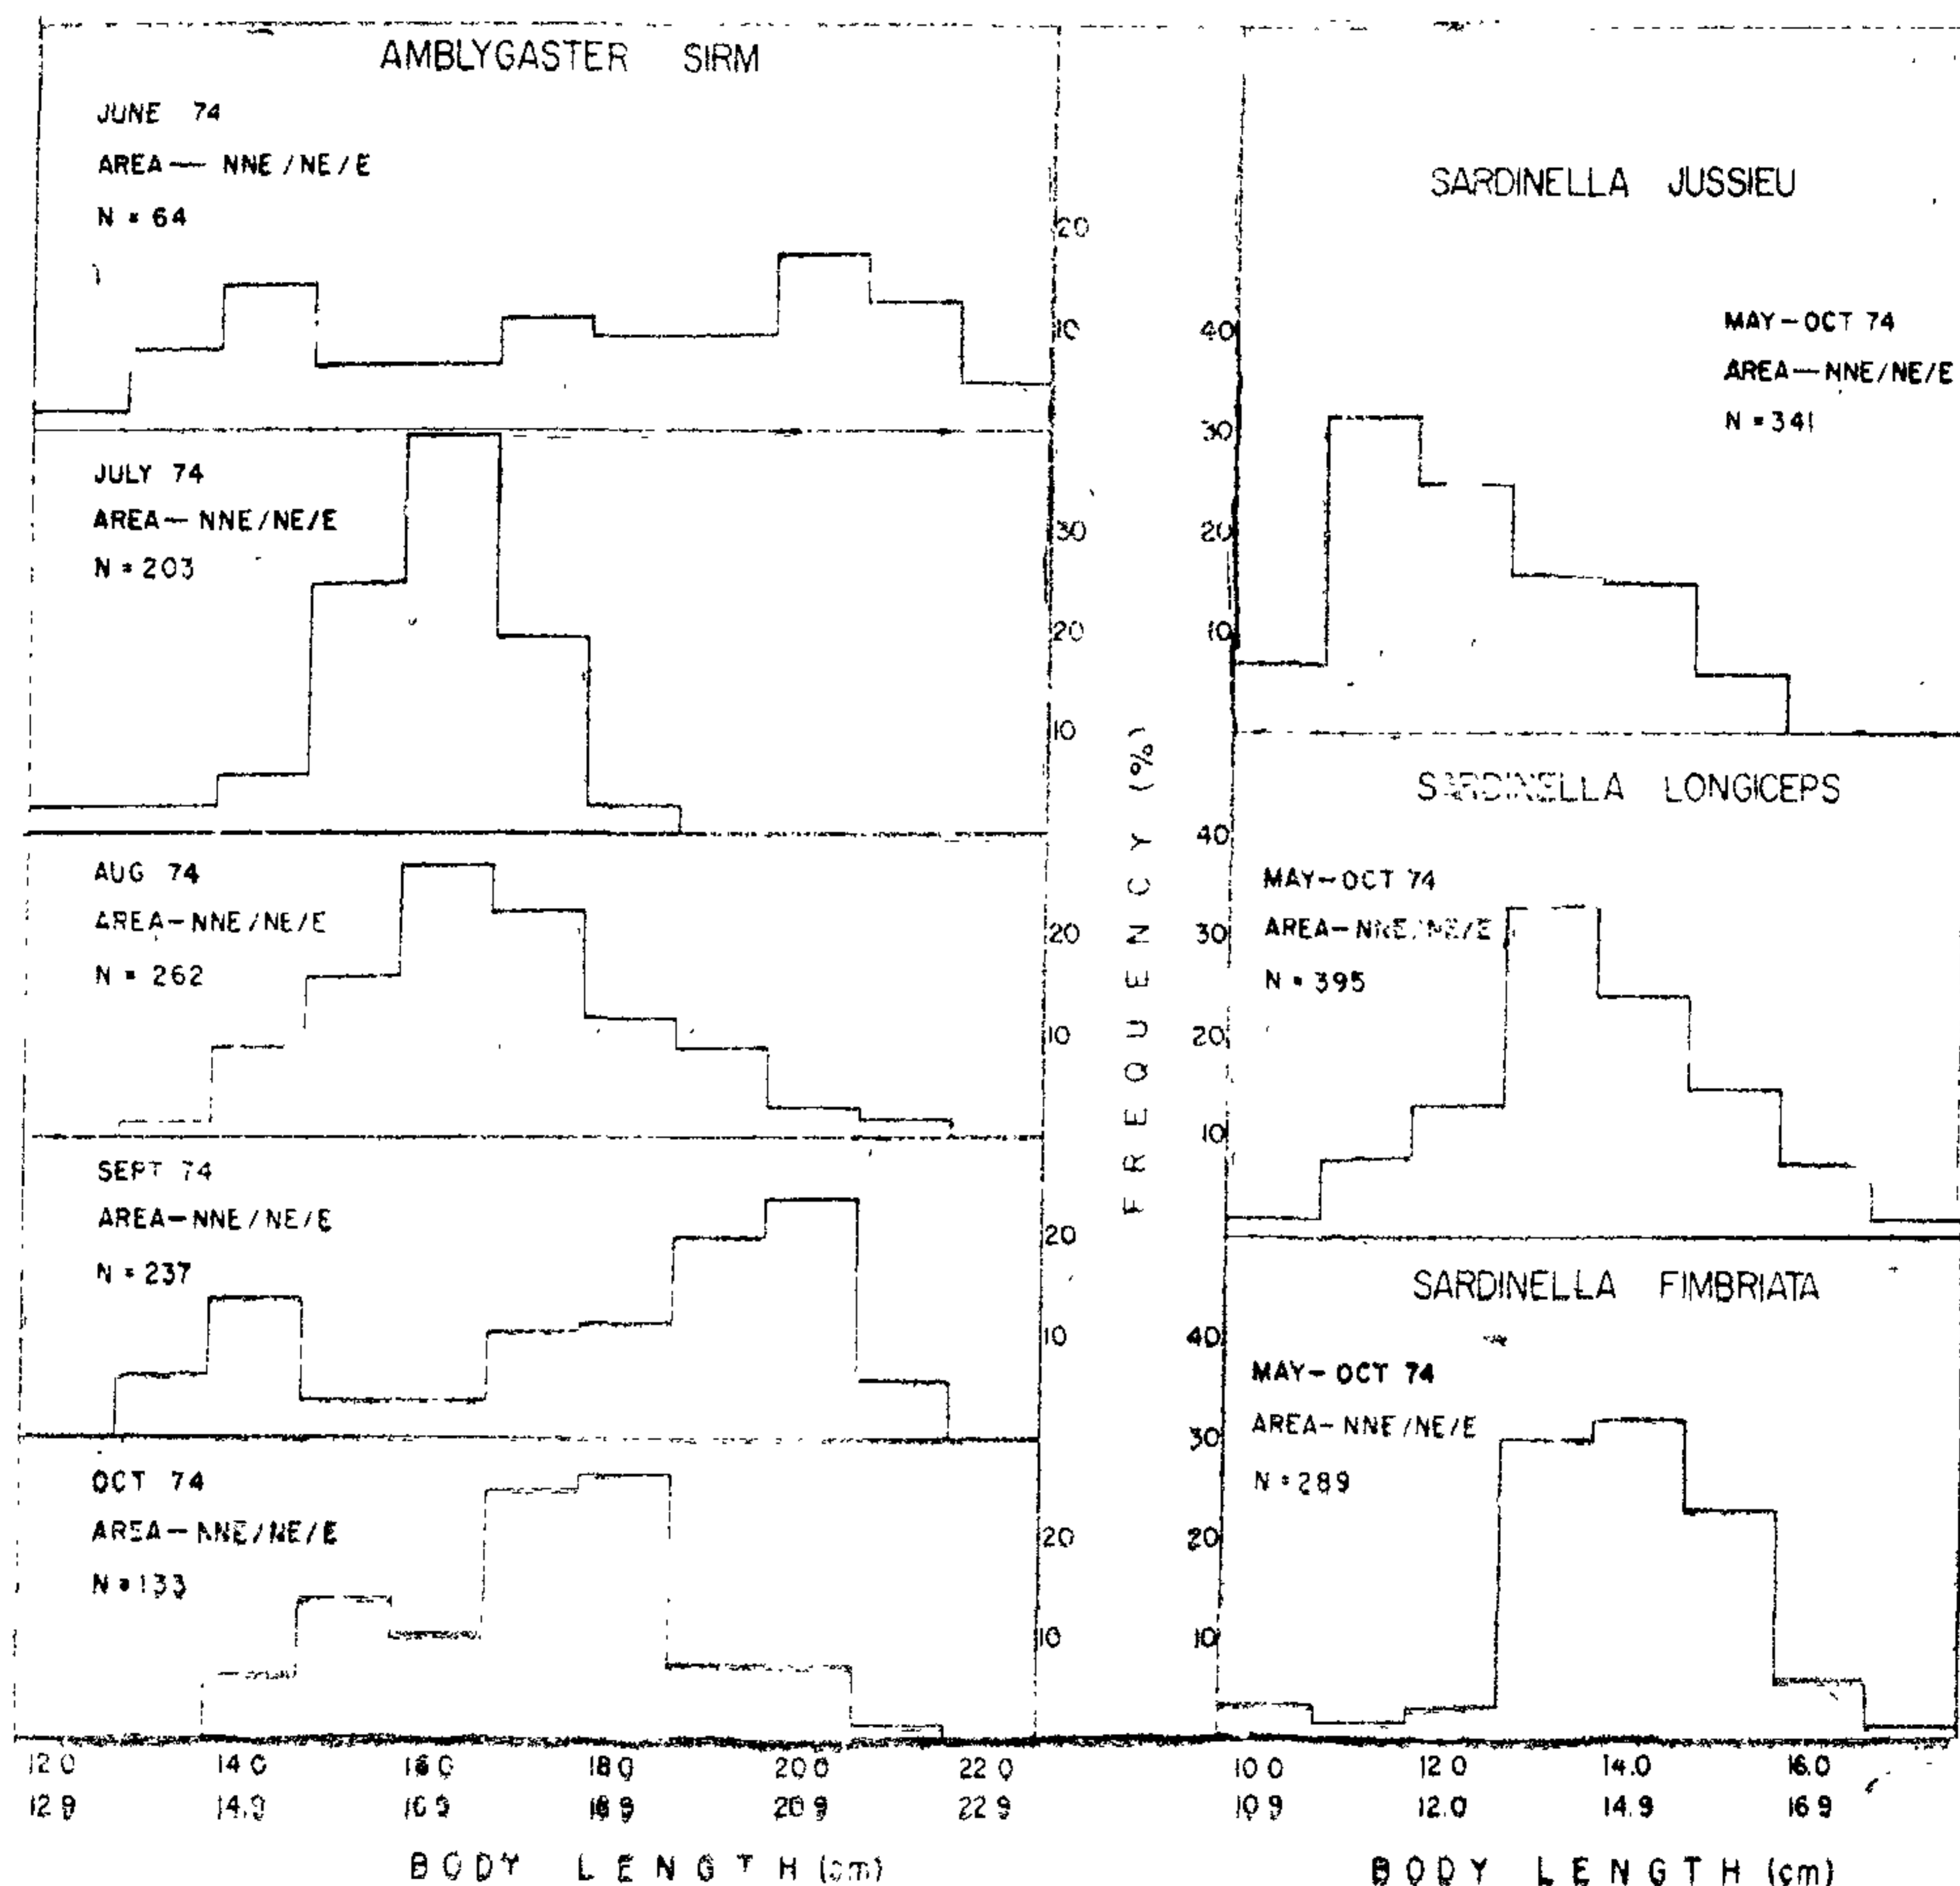 AMBLYGASTER SIRM
JUNE 74
AREA — NNE / NE / E
N = 64
20
10
JULY 74
AREA — NNE/NE/E
N = 203
30
20
10
AUG 74
AREA — NNE/NE/E
N = 262
20
10
SEPT 74
AREA — NNE/NE/E
N = 237
20
10
OCT 74
AREA — NNE/NE/E
N = 133
20
10
12 0 14 0 16 0 18 0 20 0 22 0
12 9 14.9 16 9 18 9 20 9 22 9
BODY LENGTH (cm)
FREQUENCY (%)
SARDINELLA JUSSIEU
MAY — OCT 74
AREA — NNE/NE/E
N = 341
40
30
20
10
SARDINELLA LONGICEPS
MAY — OCT 74
AREA — NNE/NE/E
N = 395
40
30
20
10
SARDINELLA FIMBRIATA
MAY — OCT 74
AREA — NNE/NE/E
N = 289
40
30
20
10
10 0 12 0 14.0 16.0
10 9 12.0 14.9 16 9
BODY LENGTH (cm)